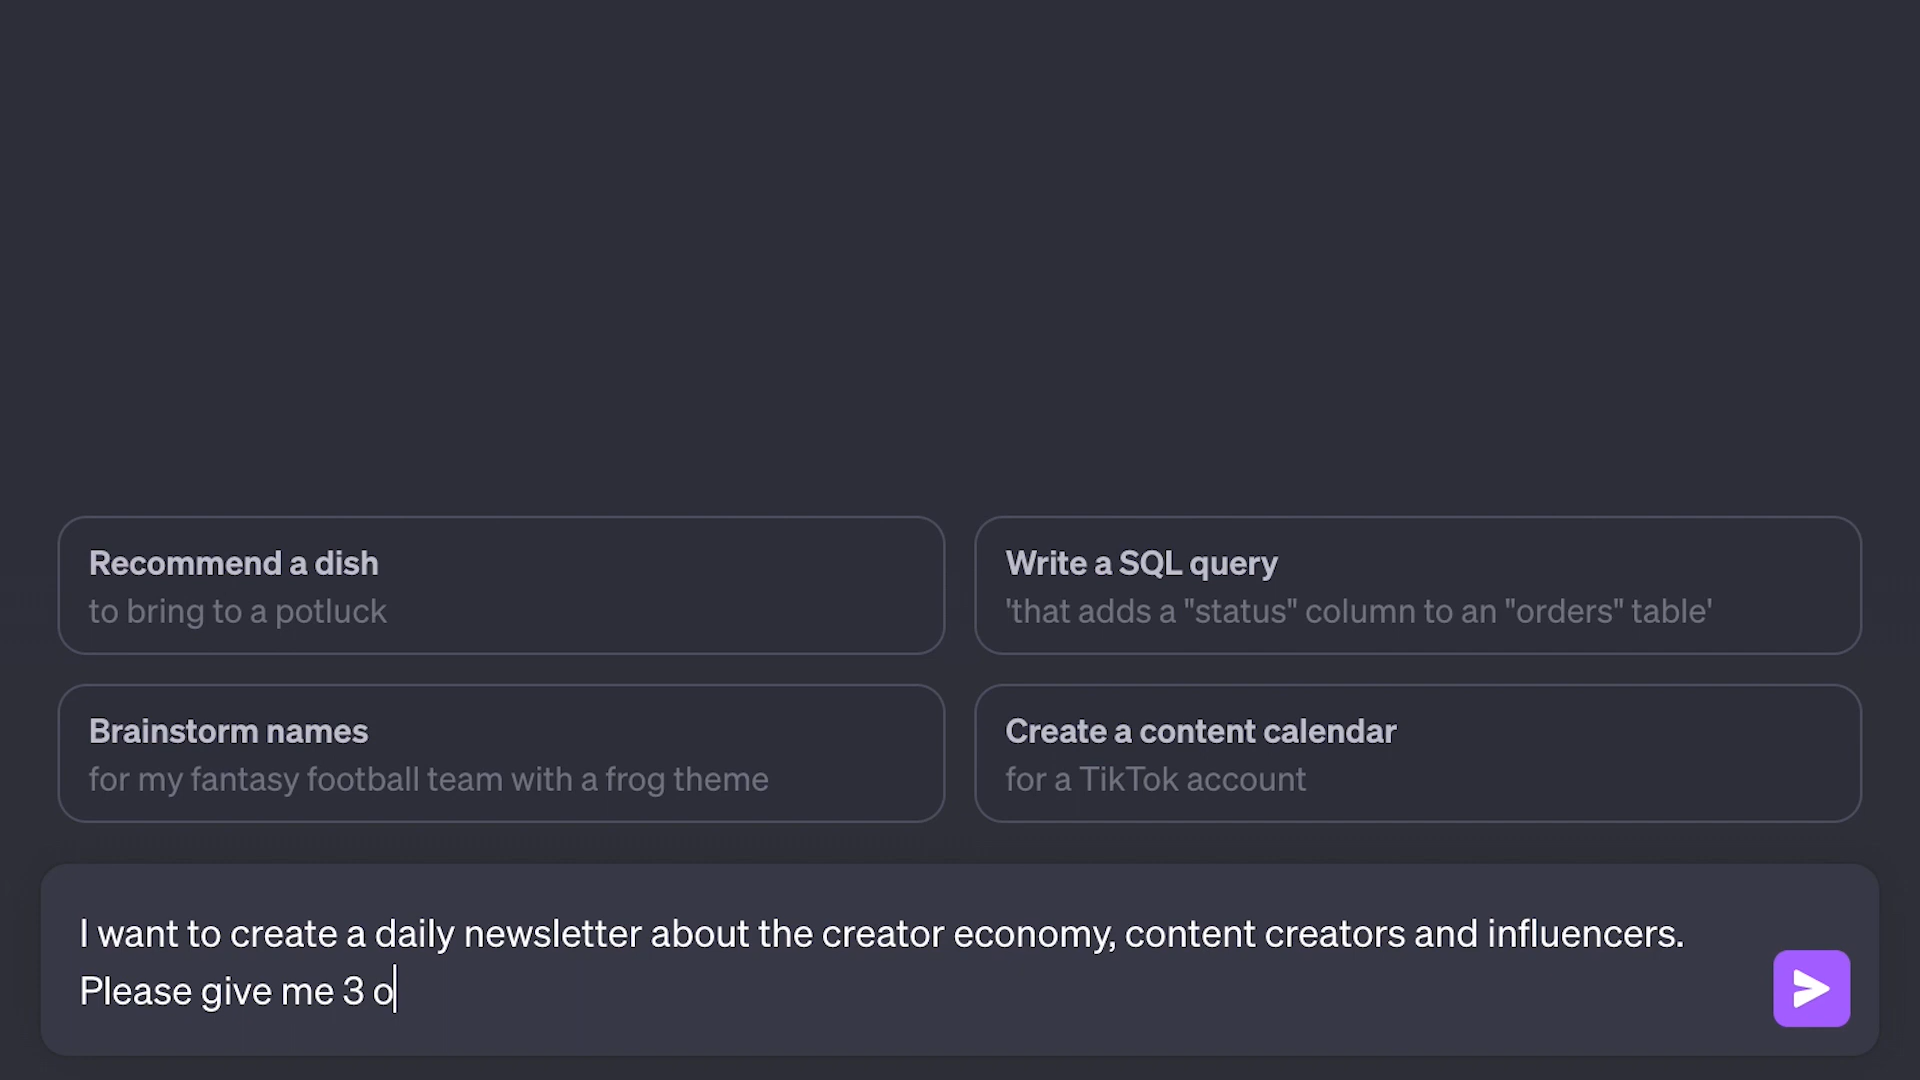 Recommend a dish
to bring to a potluck
Write a SQL query
'that adds a "status" column to an "orders" table'
Brainstorm names
for my fantasy football team with a frog theme
Create a content calendar
for a TikTok account
I want to create a daily newsletter about the creator economy, content creators and influencers.
Please give me 3 o